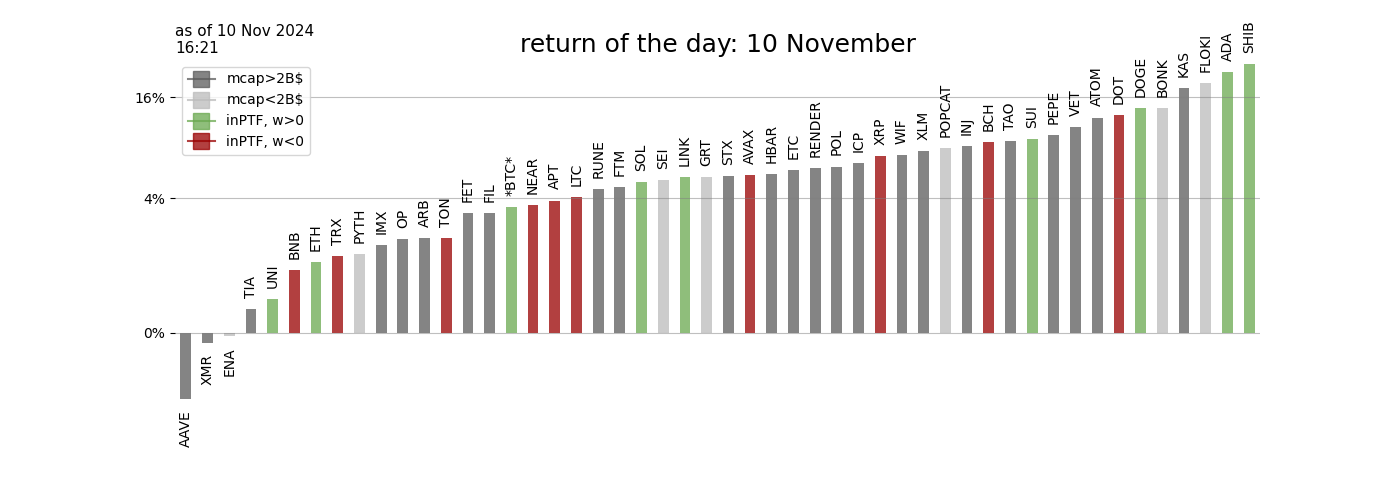 as of 10 Nov 2024
16:21
return of the day: 10 November
mcap>2B$
mcap<2B$
inPTF, w>0
inPTF, w<0
16%
4%
0%
AAVE
XMR
ENA
TIA
UNI
BNB
ETH
TRX
PYTH
IMX
OP
ARB
TON
FET
FIL
*BTC*
NEAR
APT
LTC
RUNE
FTM
SOL
SEI
LINK
GRT
STX
AVAX
HBAR
ETC
RENDER
POL
ICP
XRP
WIF
XLM
POPCAT
INJ
BCH
TAO
SUI
PEPE
VET
ATOM
DOT
DOGE
BONK
KAS
FLOKI
ADA
SHIB